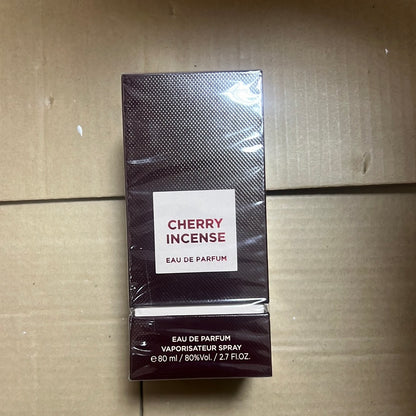 CHERRY
INCENSE
EAU DE PARFUM
EAU DE PARFUM
VAPORISATEUR SPRAY
℮80 ml / 80%Vol. / 2.7 Fl.OZ.